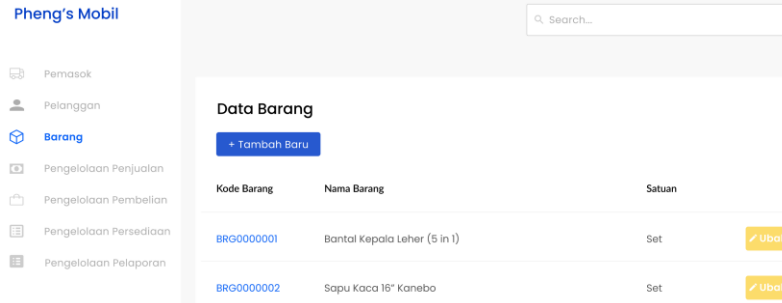 Pheng's Mobil
Search...
Pemasok
Pelanggan
Barang
Pengelolaan Penjualan
Pengelolaan Pembelian
Pengelolaan Persediaan
Pengelolaan Pelaporan
Data Barang
+ Tambah Baru
Kode Barang Nama Barang Satuan
BRG0000001 Bantal Kepala Leher (5 in 1) Set
BRG0000002 Sapu Kaca 16" Kanebo Set